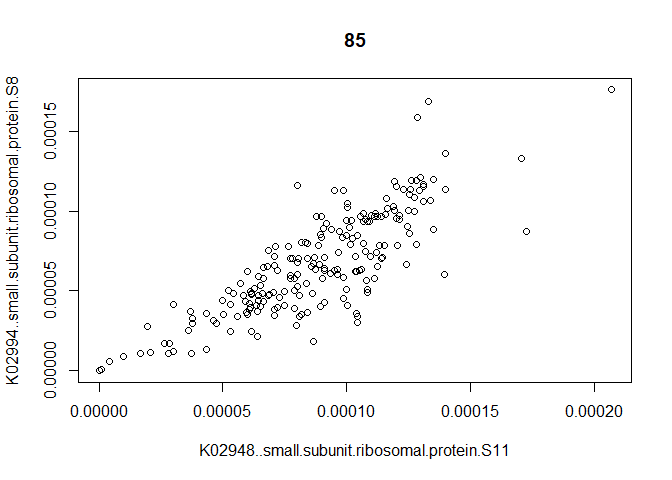 85
K02994..small.subunit.ribosomal.protein.S8
0.00015
0.00010
0.00005
0.00000
0.00000 0.00005 0.00010 0.00015 0.00020
K02948..small.subunit.ribosomal.protein.S11